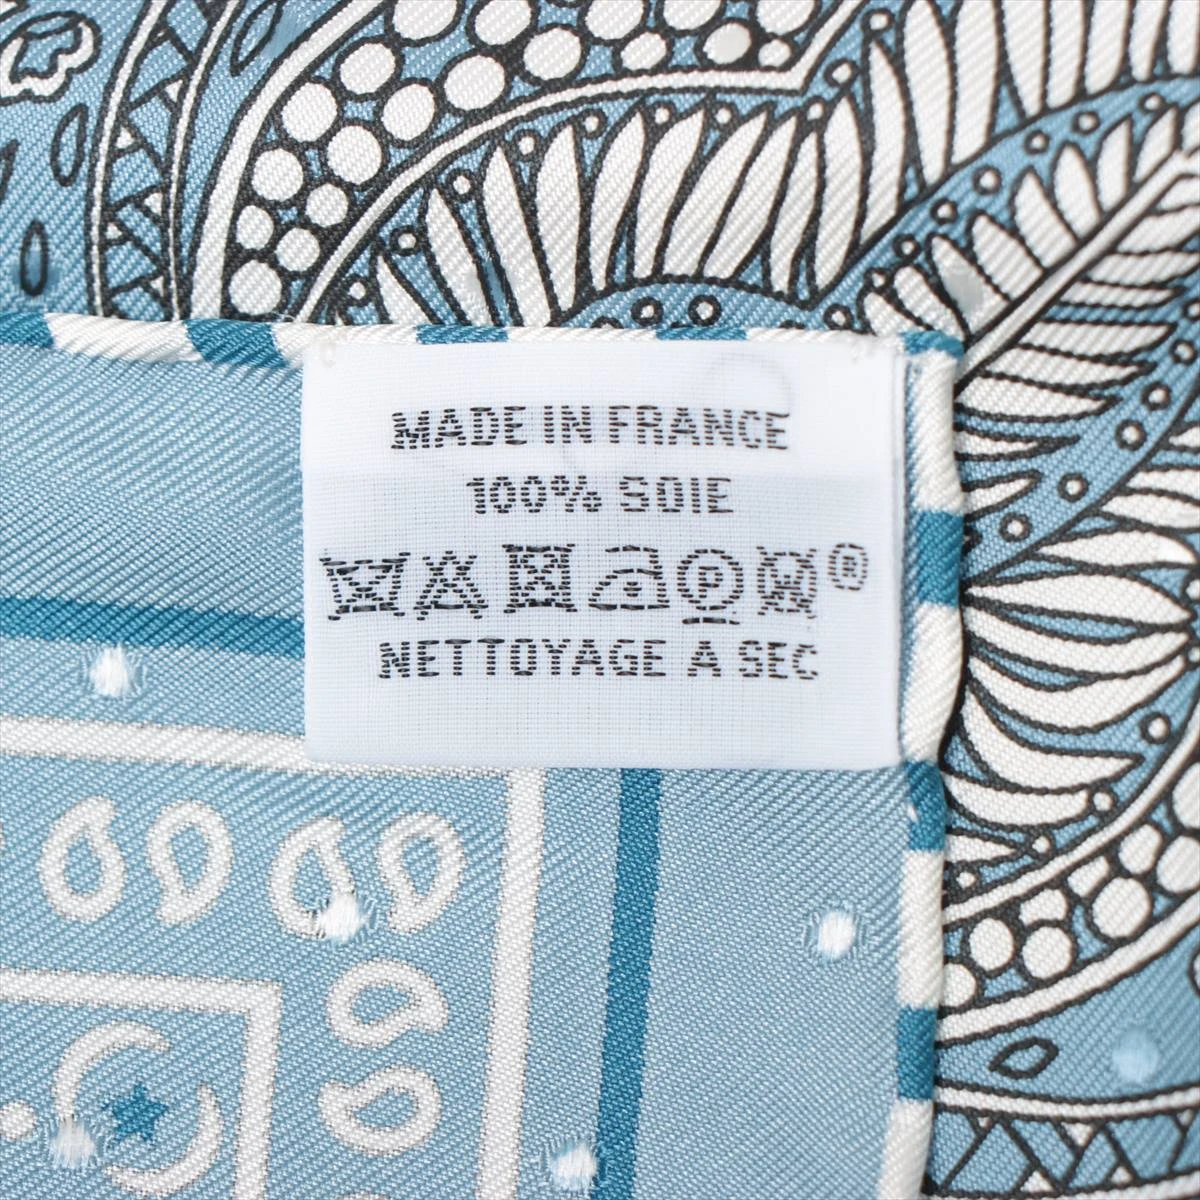 MADE IN FRANCE
100% SOIE
P ®
NETTOYAGE A SEC